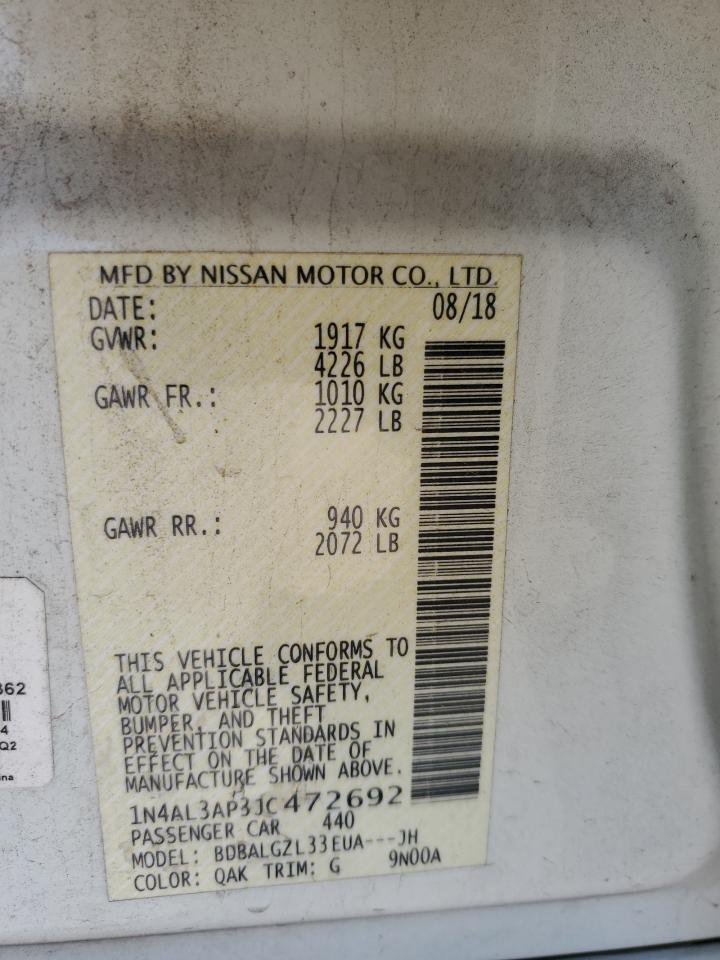 MFD BY NISSAN MOTOR CO., LTD.
DATE: 08/18
GVWR: 1917 KG
4226 LB
GAWR FR.: 1010 KG
2227 LB
GAWR RR.: 940 KG
2072 LB
THIS VEHICLE CONFORMS TO
ALL APPLICABLE FEDERAL
MOTOR VEHICLE SAFETY,
BUMPER, AND THEFT
PREVENTION STANDARDS IN
EFFECT ON THE DATE OF
MANUFACTURE SHOWN ABOVE.
1N4AL3AP3JC472692
PASSENGER CAR 440
MODEL: BDBALGZL33EUA---JH
COLOR: QAK TRIM: G 9N00A
862
4
Q2